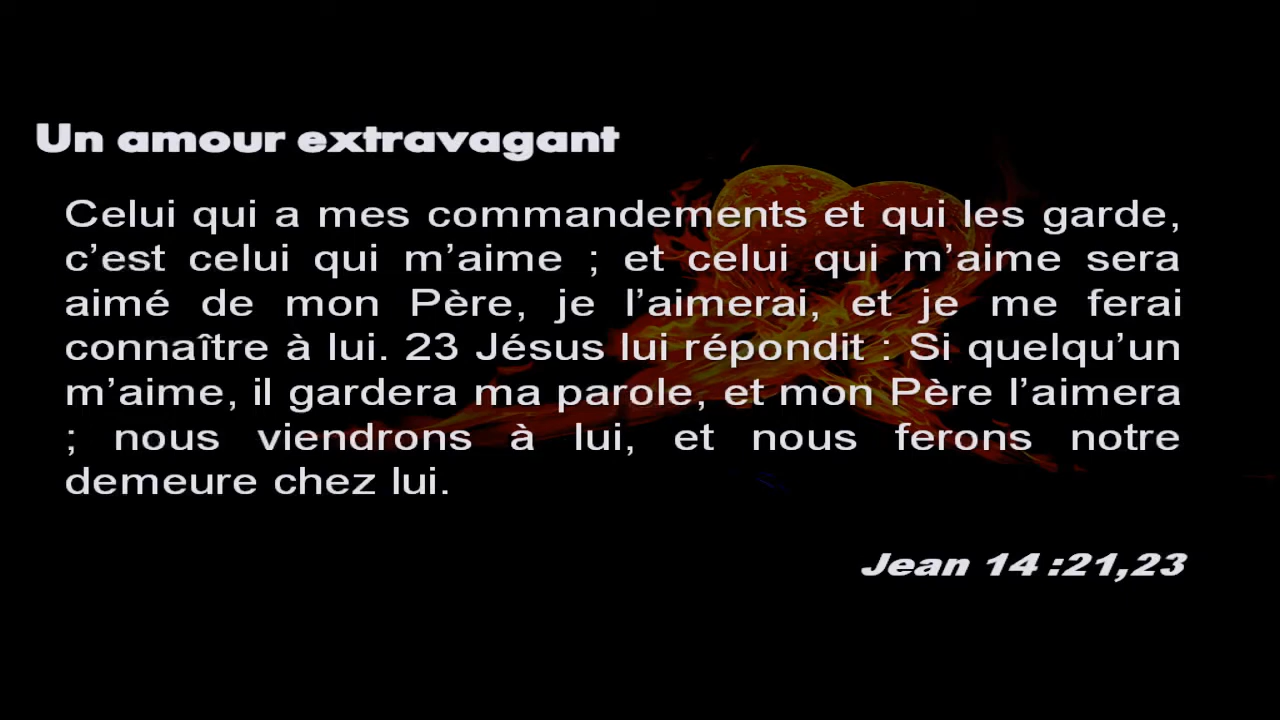 Un amour extravagant
Celui qui a mes commandements et qui les garde,
c’est celui qui m’aime ; et celui qui m’aime sera
aimé de mon Père, je l’aimerai, et je me ferai
connaître à lui. 23 Jésus lui répondit : Si quelqu’un
m’aime, il gardera ma parole, et mon Père l’aimera
; nous viendrons à lui, et nous ferons notre
demeure chez lui.
Jean 14 :21,23